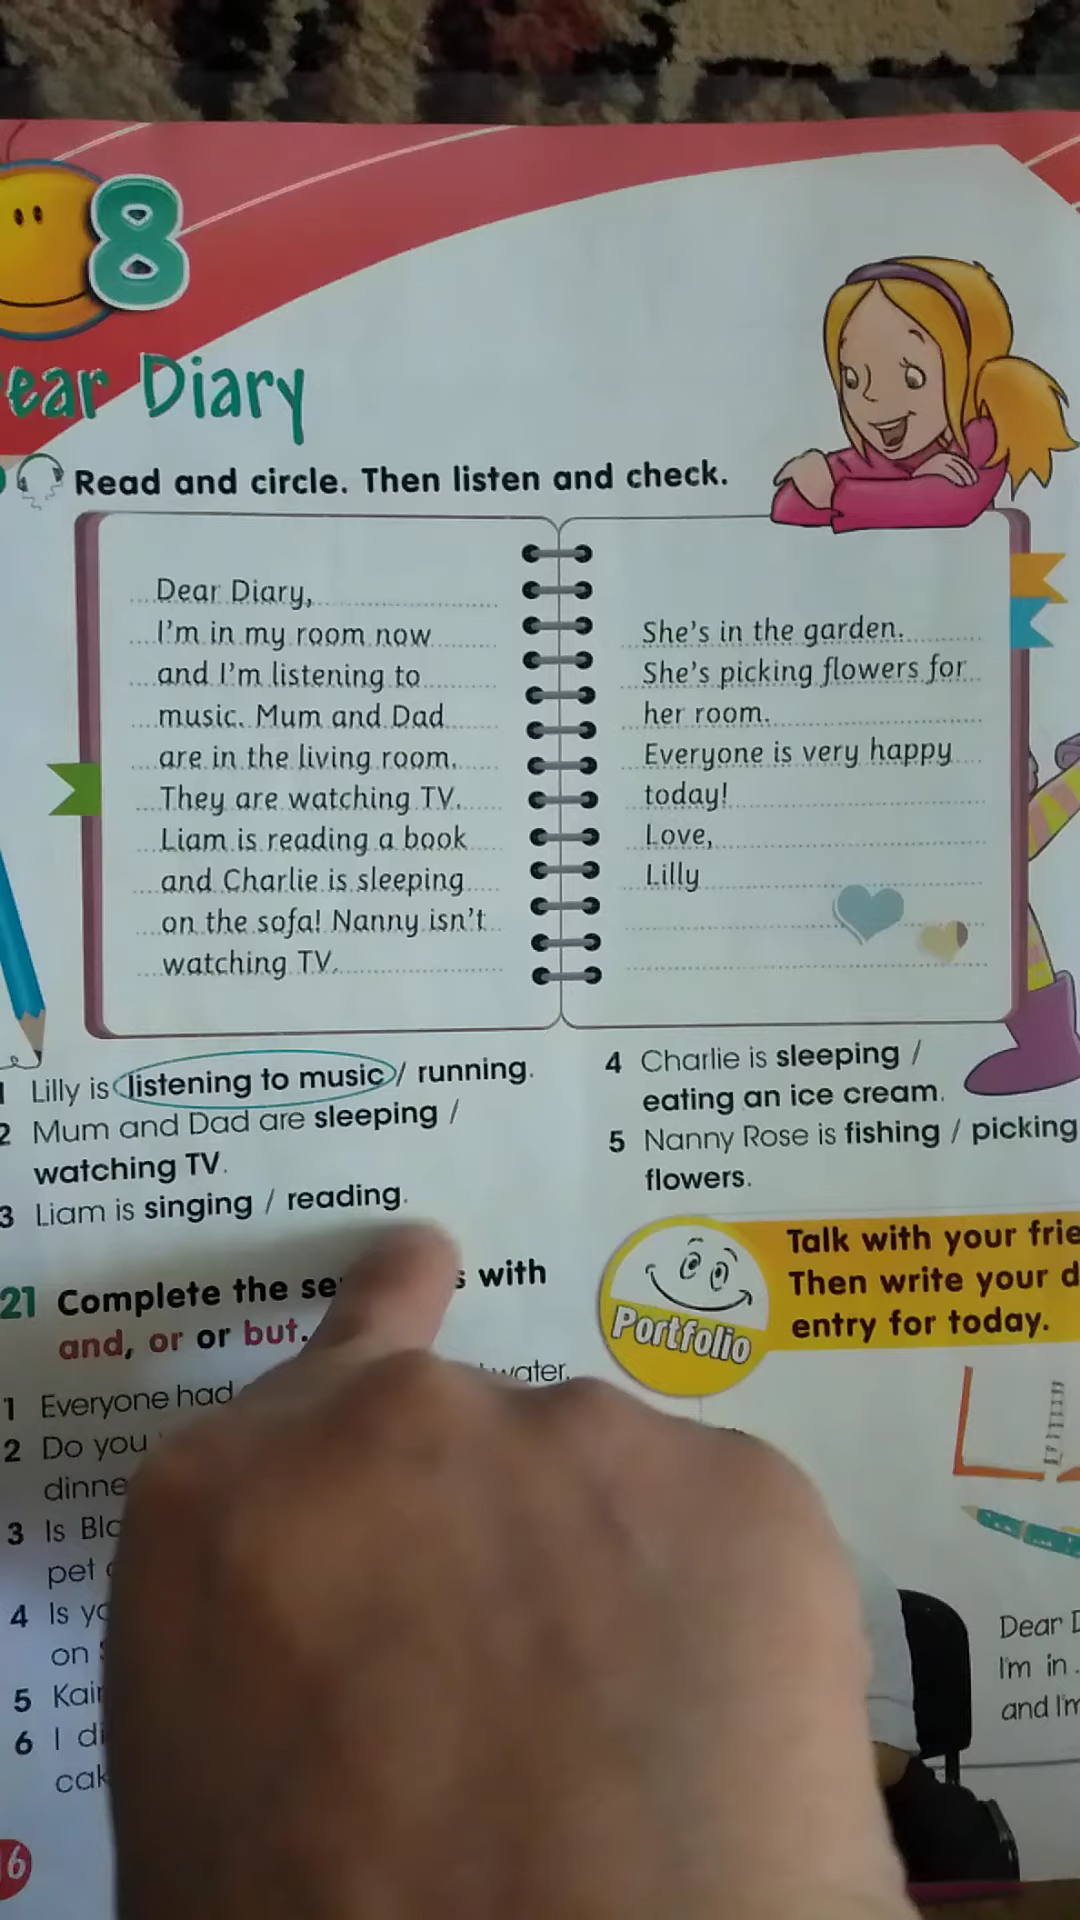 8
ear Diary
Read and circle. Then listen and check.
Dear Diary,
I'm in my room now
and I'm listening to
music. Mum and Dad
are in the living room.
They are watching TV.
Liam is reading a book
and Charlie is sleeping
on the sofa! Nanny isn't
watching TV.
She's in the garden.
She's picking flowers for
her room.
Everyone is very happy
today!
Love,
Lilly
1 Lilly is listening to music / running.
2 Mum and Dad are sleeping /
watching TV.
3 Liam is singing / reading.
4 Charlie is sleeping /
eating an ice cream.
5 Nanny Rose is fishing / picking
flowers.
21 Complete the with
and, or or but.
1 Everyone had water.
2 Do you
3 Is
pet
4 Is
on
5
6 I
Portfolio
Talk with your
Then write your
entry for today.
Dear
I'm in
and I'm
16